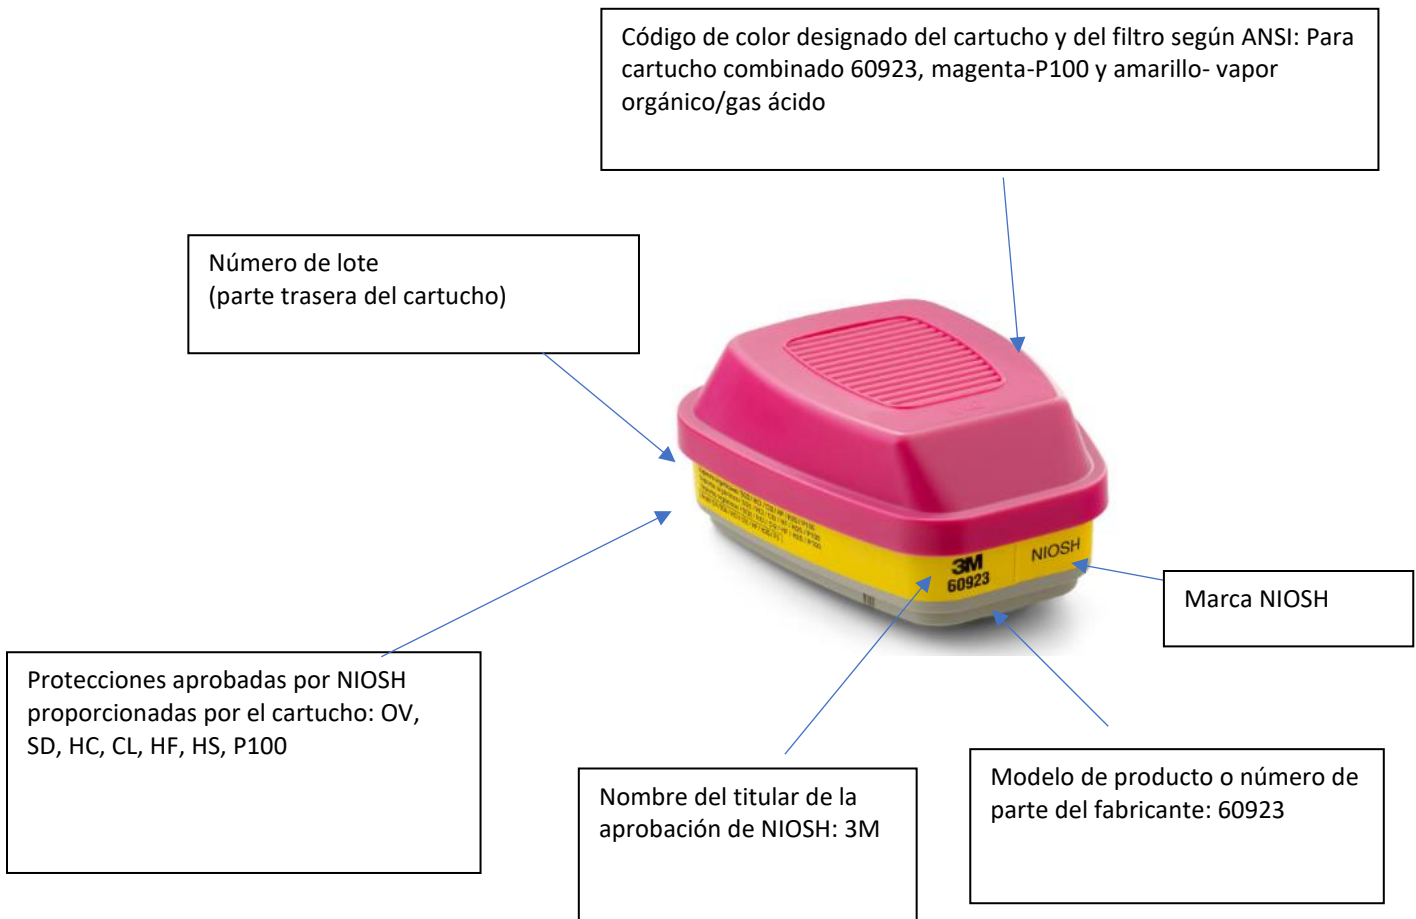 Código de color designado del cartucho y del filtro según ANSI: Para
cartucho combinado 60923, magenta-P100 y amarillo- vapor
orgánico/gas ácido
Número de lote
(parte trasera del cartucho)
3M
60923
NIOSH
Marca NIOSH
Protecciones aprobadas por NIOSH
proporcionadas por el cartucho: OV,
SD, HC, CL, HF, HS, P100
Nombre del titular de la
aprobación de NIOSH: 3M
Modelo de producto o número de
parte del fabricante: 60923